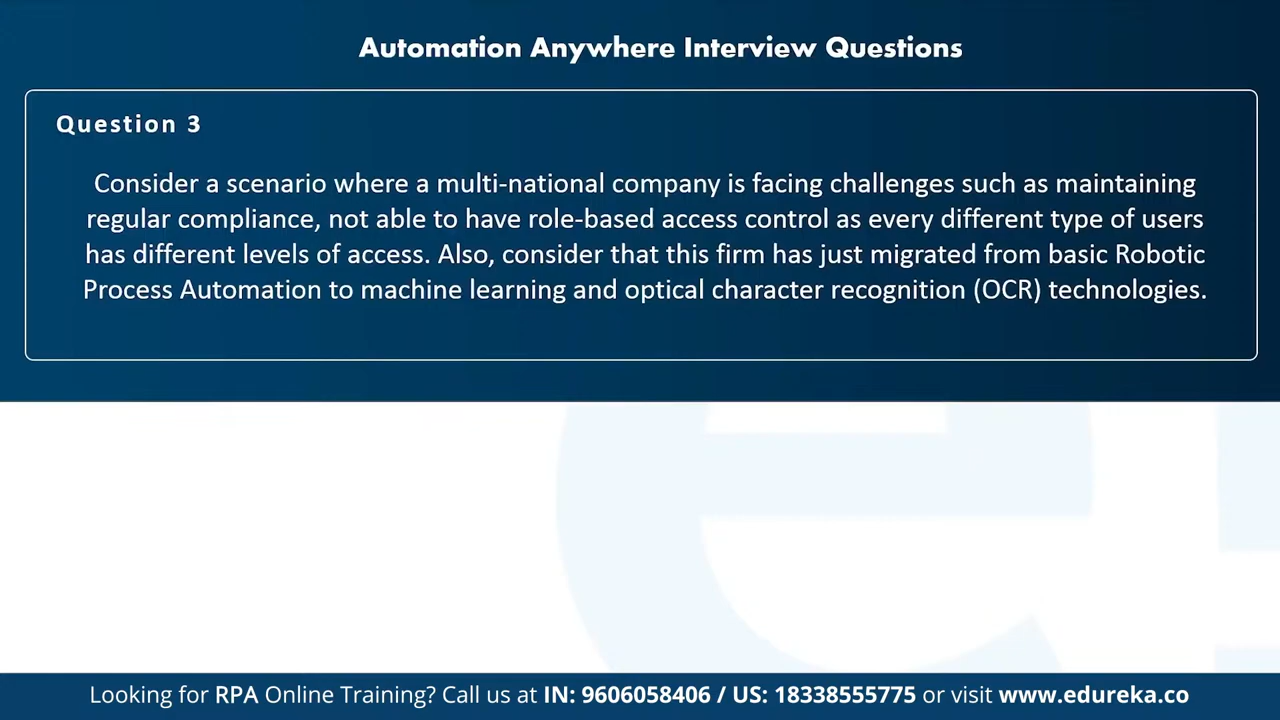 Automation Anywhere Interview Questions
Question 3
Consider a scenario where a multi-national company is facing challenges such as maintaining
regular compliance, not able to have role-based access control as every different type of users
has different levels of access. Also, consider that this firm has just migrated from basic Robotic
Process Automation to machine learning and optical character recognition (OCR) technologies.
Looking for RPA Online Training? Call us at IN: 9606058406 / US: 18338555775 or visit www.edureka.co